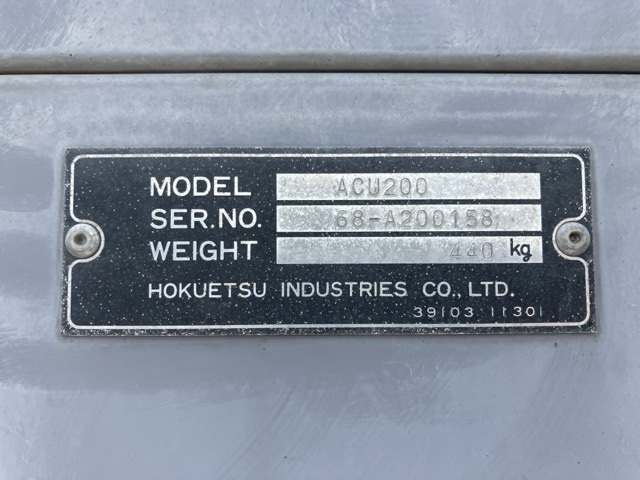 MODEL ACU200
SER.NO. 68-A200158
WEIGHT 440 kg
HOKUETSU INDUSTRIES CO., LTD.
39103 11301